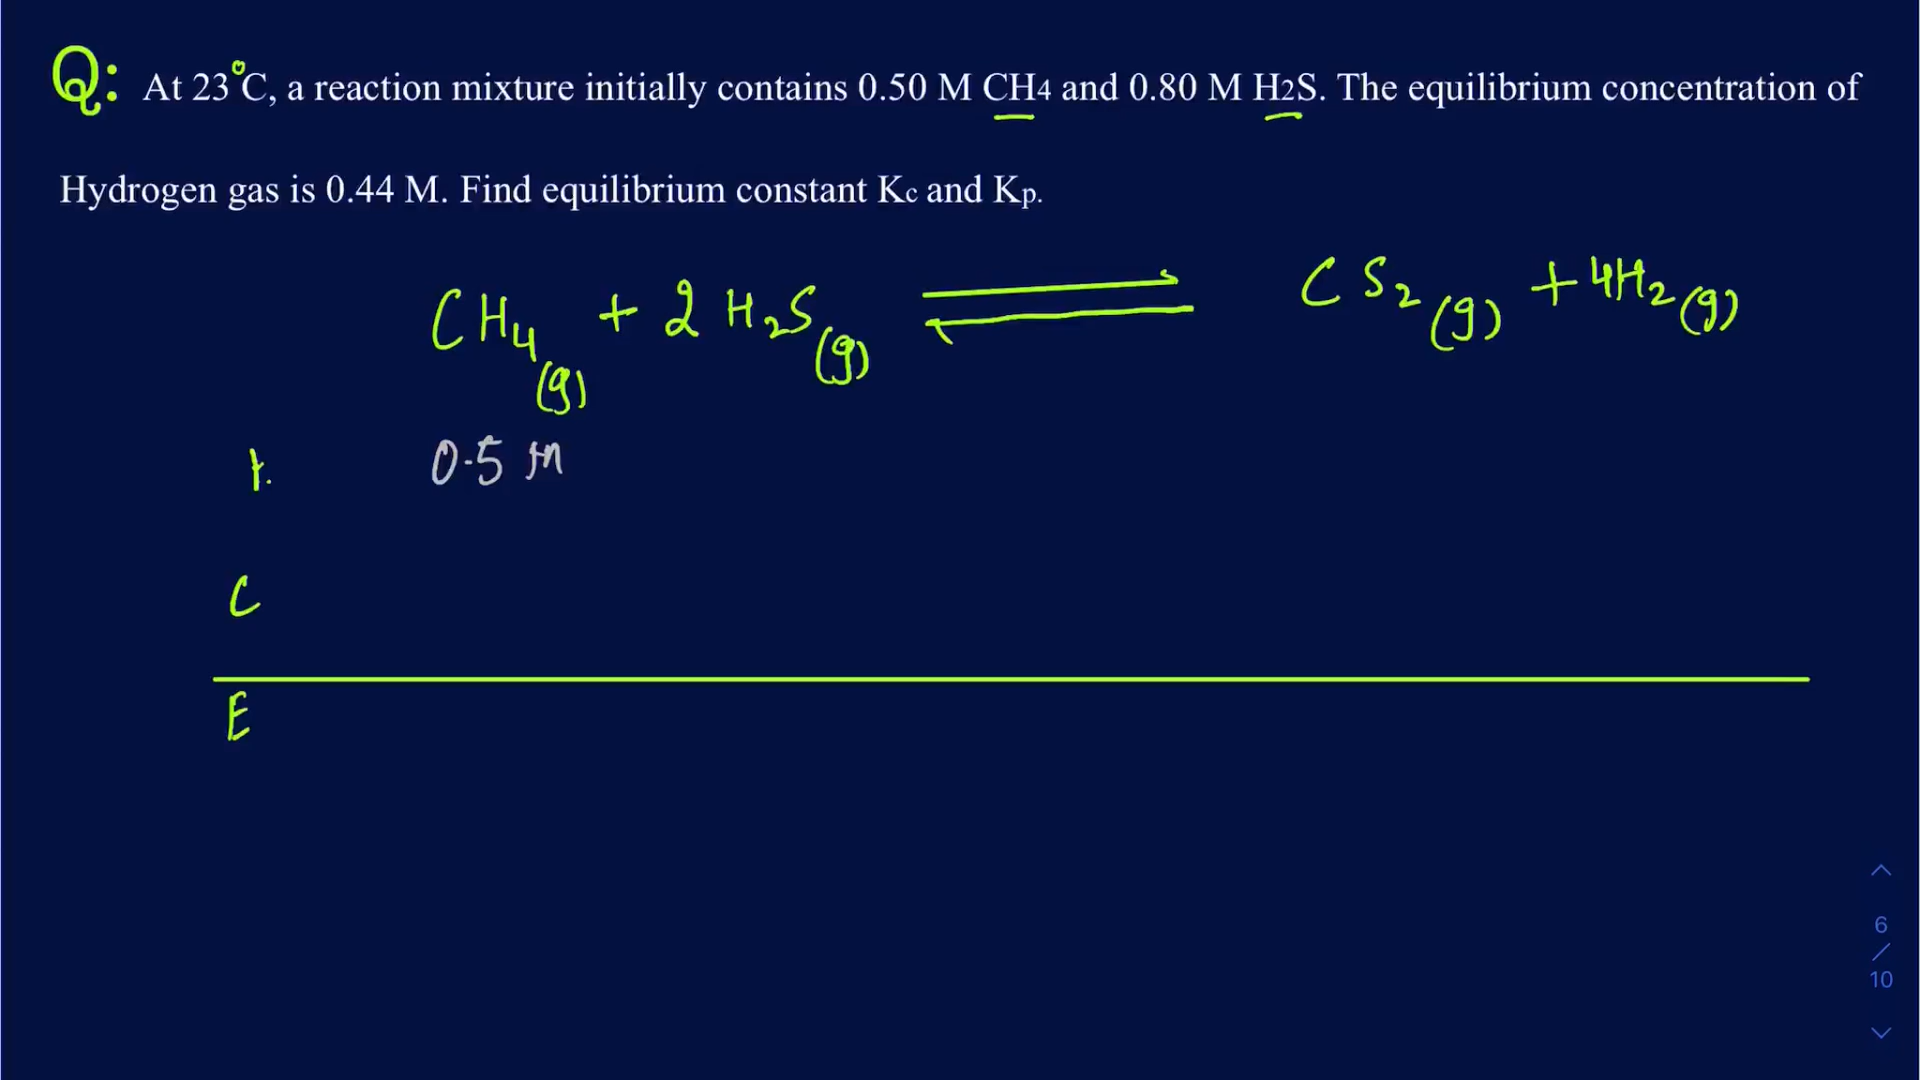 Q: At 23°C, a reaction mixture initially contains 0.50 M CH4 and 0.80 M H2S. The equilibrium concentration of
Hydrogen gas is 0.44 M. Find equilibrium constant Kc and Kp.
CH4 (g) + 2 H2S (g) ⇌ CS2 (g) + 4H2 (g)
I. 0.5 M
C
E
6
/
10